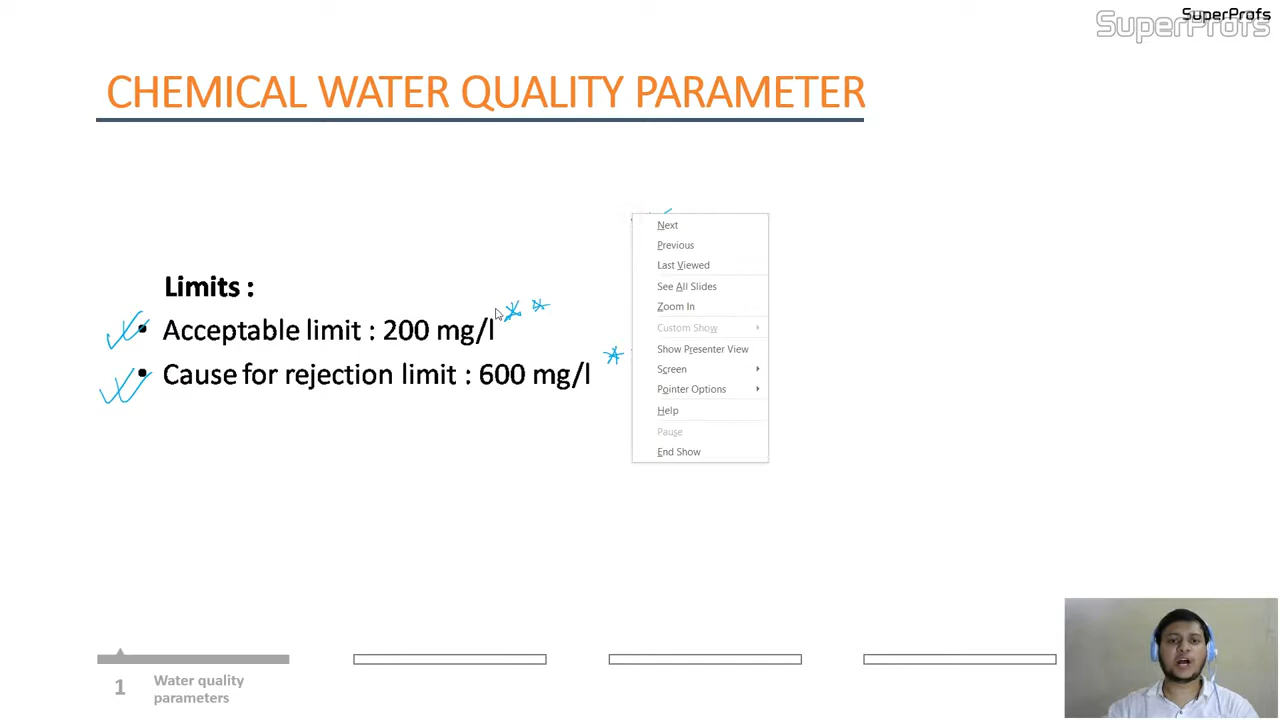 SuperProfs
SuperProfs
CHEMICAL WATER QUALITY PARAMETER
Limits :
• Acceptable limit : 200 mg/l
• Cause for rejection limit : 600 mg/l
Next
Previous
Last Viewed
See All Slides
Zoom In
Custom Show
Show Presenter View
Screen
Pointer Options
Help
Pause
End Show
1
Water quality
parameters